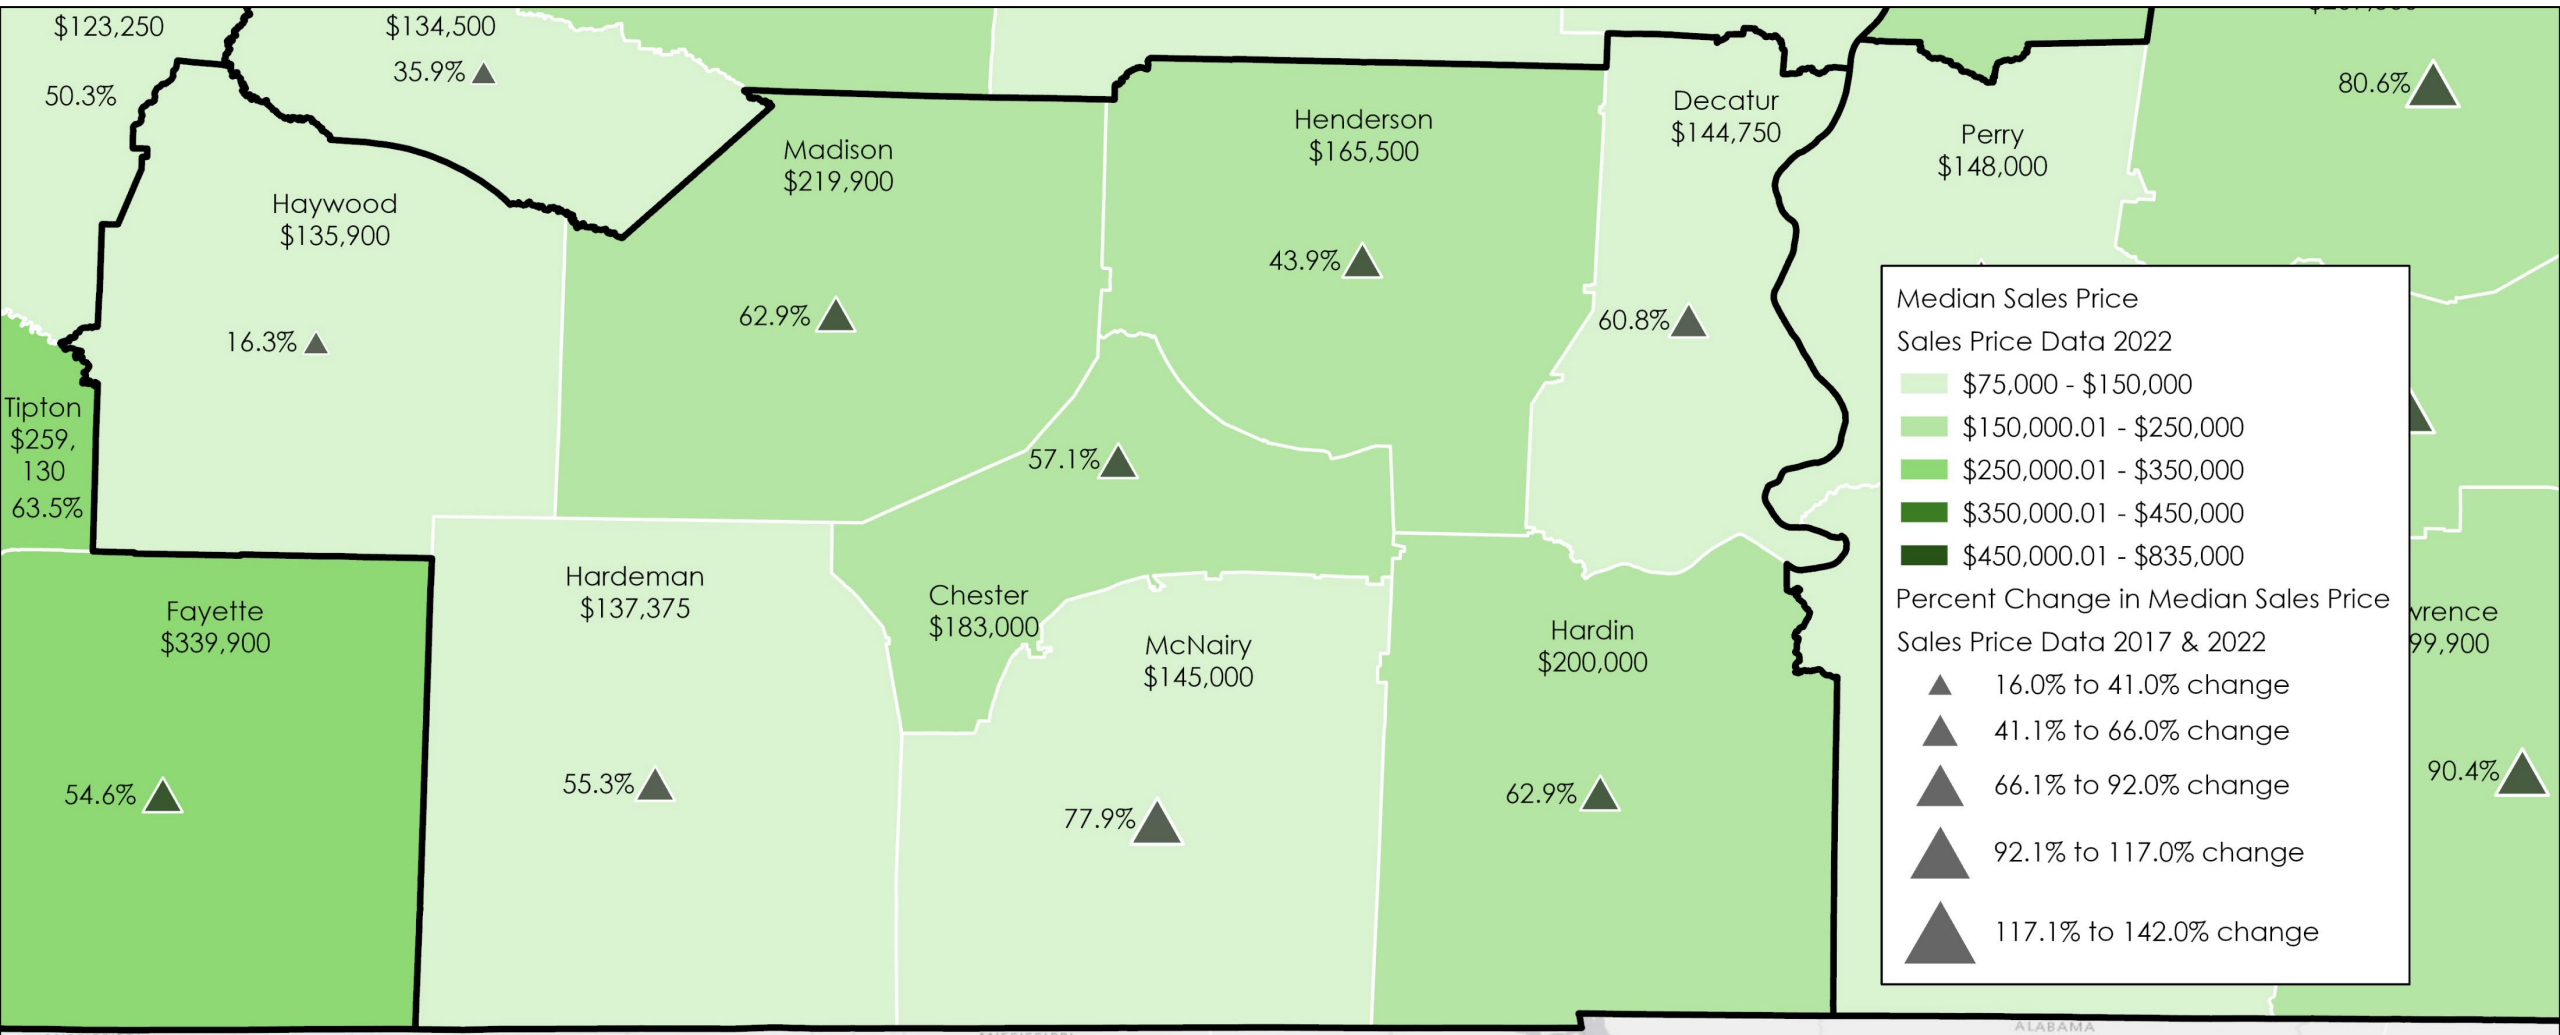 $123,250
50.3%
$134,500
35.9%
80.6%
Haywood
$135,900
16.3%
Madison
$219,900
62.9%
Henderson
$165,500
43.9%
Decatur
$144,750
60.8%
Perry
$148,000
Tipton
$259,
130
63.5%
57.1%
Chester
$183,000
Fayette
$339,900
54.6%
Hardeman
$137,375
55.3%
McNairy
$145,000
77.9%
Hardin
$200,000
62.9%
Median Sales Price
Sales Price Data 2022
$75,000 - $150,000
$150,000.01 - $250,000
$250,000.01 - $350,000
$350,000.01 - $450,000
$450,000.01 - $835,000
Percent Change in Median Sales Price
Sales Price Data 2017 & 2022
16.0% to 41.0% change
41.1% to 66.0% change
66.1% to 92.0% change
92.1% to 117.0% change
117.1% to 142.0% change
wrence
99,900
90.4%
ALABAMA